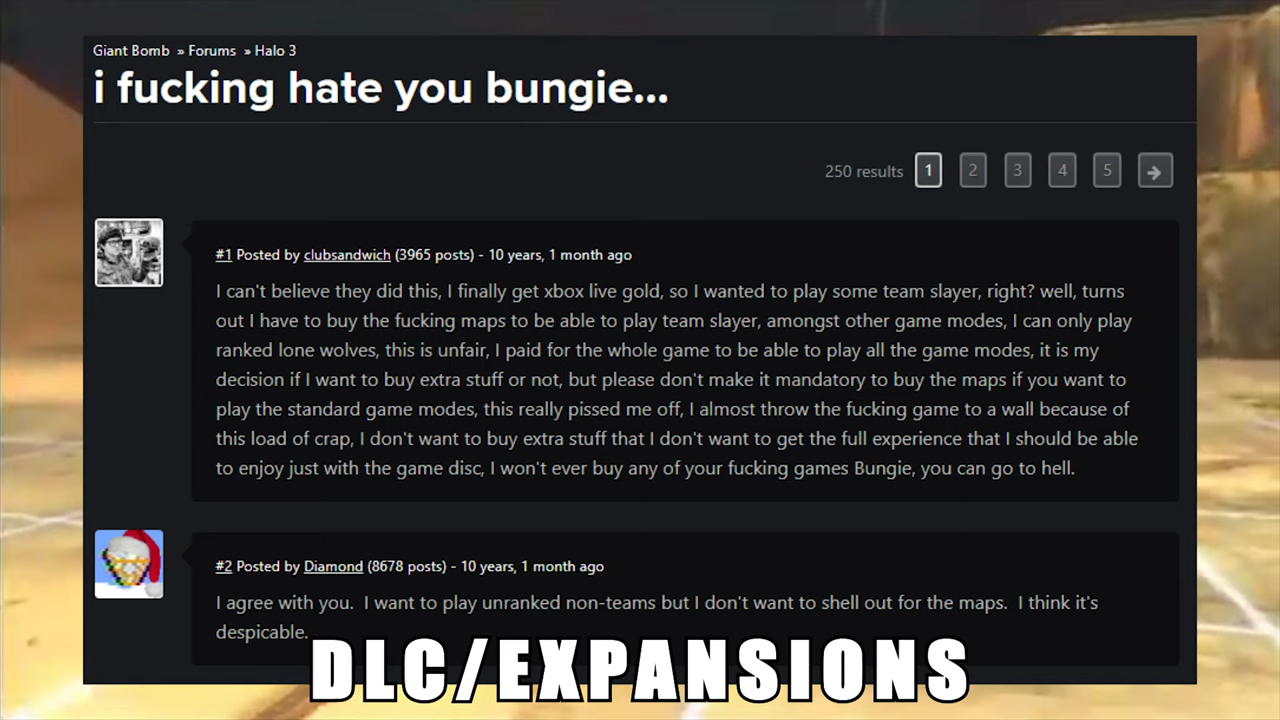 Giant Bomb » Forums » Halo 3
i fucking hate you bungie...
250 results 1 2 3 4 5
#1 Posted by clubsandwich (3965 posts) - 10 years, 1 month ago
I can't believe they did this, I finally get xbox live gold, so I wanted to play some team slayer, right? well, turns
out I have to buy the fucking maps to be able to play team slayer, amongst other game modes, I can only play
ranked lone wolves, this is unfair, I paid for the whole game to be able to play all the game modes, it is my
decision if I want to buy extra stuff or not, but please don't make it mandatory to buy the maps if you want to
play the standard game modes, this really pissed me off, I almost throw the fucking game to a wall because of
this load of crap, I don't want to buy extra stuff that I don't want to get the full experience that I should be able
to enjoy just with the game disc, I won't ever buy any of your fucking games Bungie, you can go to hell.
#2 Posted by Diamond (8678 posts) - 10 years, 1 month ago
I agree with you. I want to play unranked non-teams but I don't want to shell out for the maps. I think it's
despicable.
DLC/EXPANSIONS